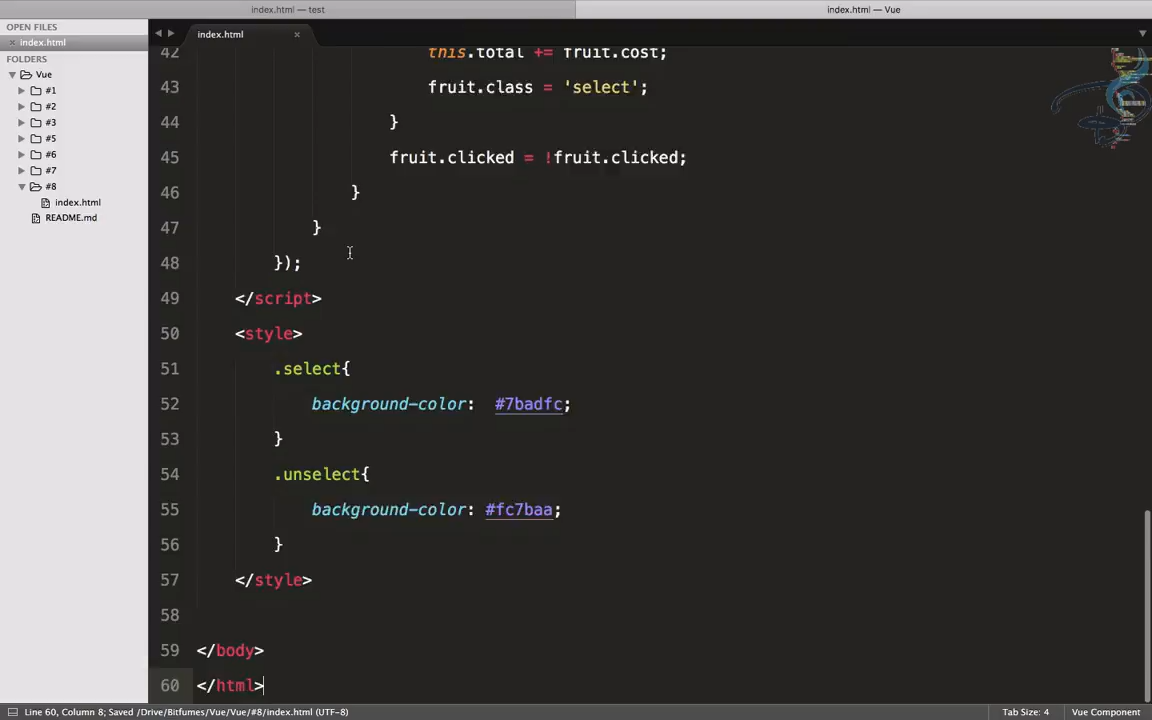 index.html — test
index.html — Vue
OPEN FILES
index.html
FOLDERS
Vue
#1
#2
#3
#5
#6
#7
#8
index.html
README.md
index.html
42 this.total += fruit.cost;
43 fruit.class = 'select';
44 }
45 fruit.clicked = !fruit.clicked;
46 }
47 }
48 });
49 </script>
50 <style>
51 .select{
52 background-color: #7badfc;
53 }
54 .unselect{
55 background-color: #fc7baa;
56 }
57 </style>
58
59 </body>
60 </html>
Line 60, Column 8; Saved /Drive/Bitfumes/Vue/Vue/#8/index.html (UTF-8)
Tab Size: 4
Vue Component